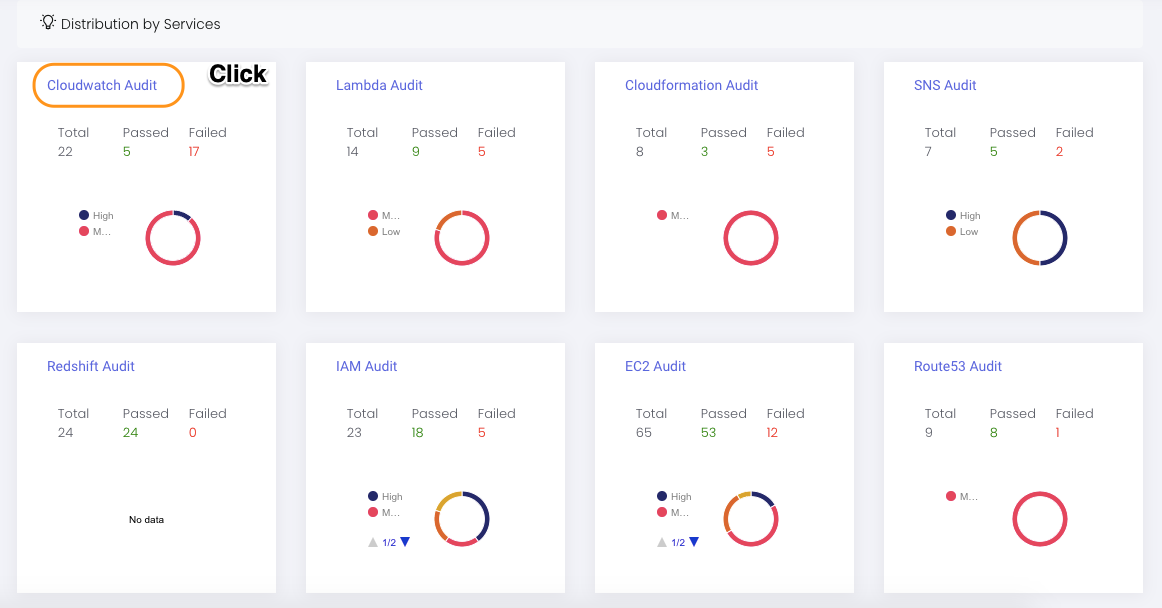 Distribution by Services
Cloudwatch Audit
Click
Total Passed Failed
22 5 17
High
M...
Lambda Audit
Total Passed Failed
14 9 5
M...
Low
Cloudformation Audit
Total Passed Failed
8 3 5
M...
SNS Audit
Total Passed Failed
7 5 2
High
Low
Redshift Audit
Total Passed Failed
24 24 0
No data
IAM Audit
Total Passed Failed
23 18 5
High
M...
1/2
EC2 Audit
Total Passed Failed
65 53 12
High
M...
1/2
Route53 Audit
Total Passed Failed
9 8 1
M...